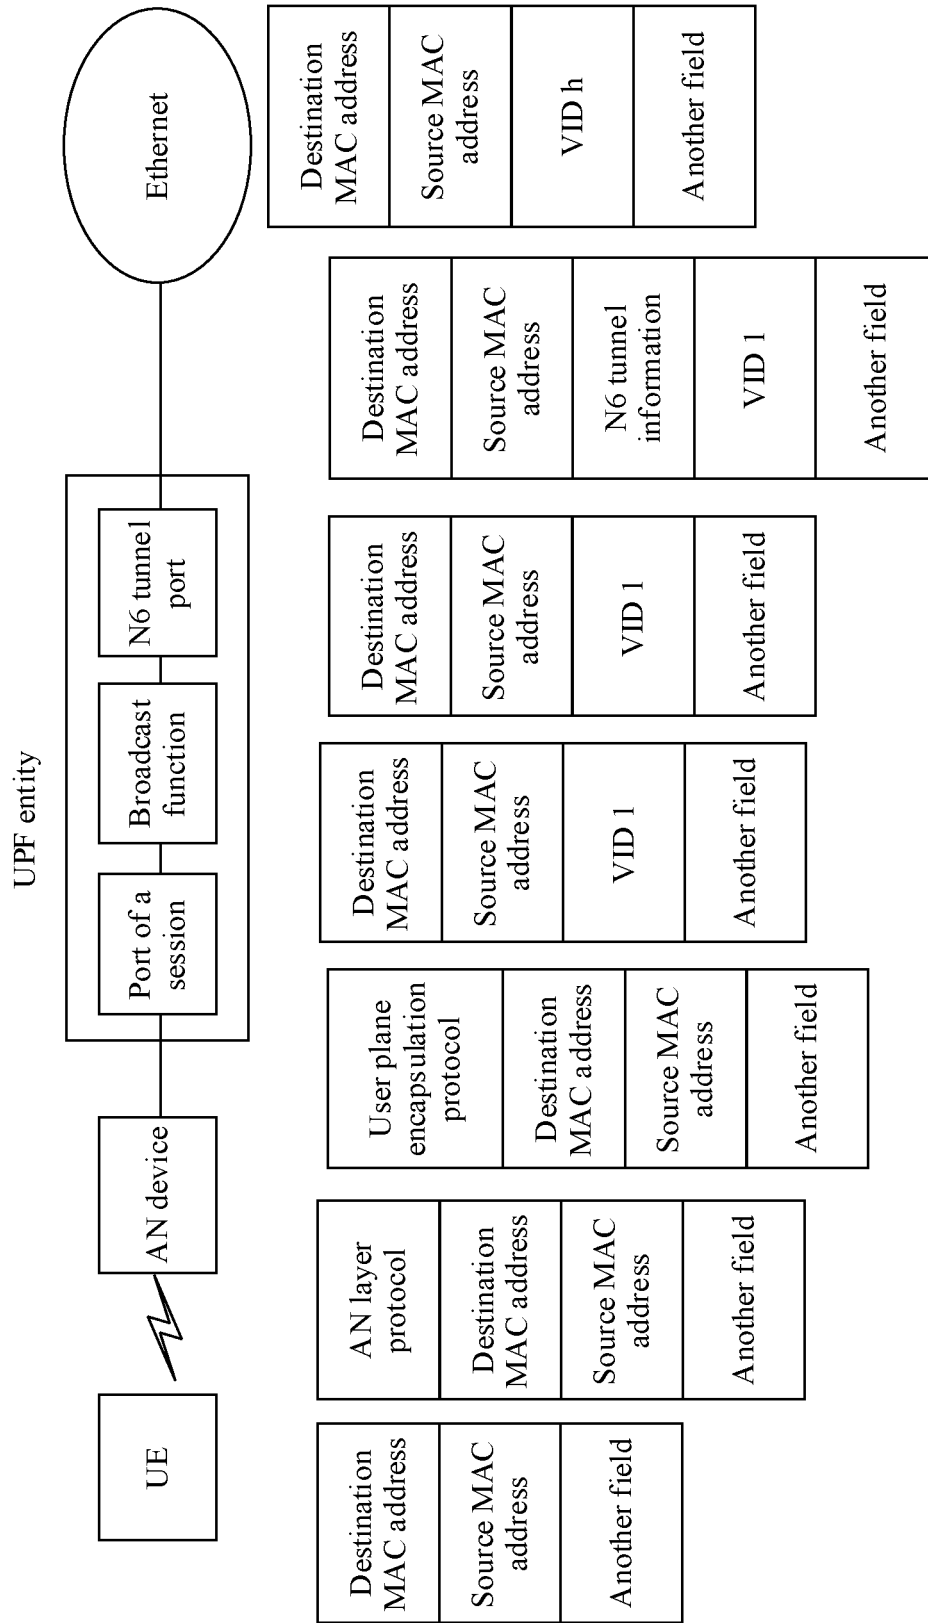 UPF entity
UE
AN device
Port of a
session
Broadcast
function
N6 tunnel
port
Ethernet
Destination
MAC address
Source MAC
address
Another field
AN layer
protocol
Destination
MAC address
Source MAC
address
Another field
User plane
encapsulation
protocol
Destination
MAC address
Source MAC
address
Another field
Destination
MAC address
Source MAC
address
VID 1
Another field
Destination
MAC address
Source MAC
address
VID 1
Another field
Destination
MAC address
Source MAC
address
N6 tunnel
information
VID 1
Another field
Destination
MAC address
Source MAC
address
VID h
Another field